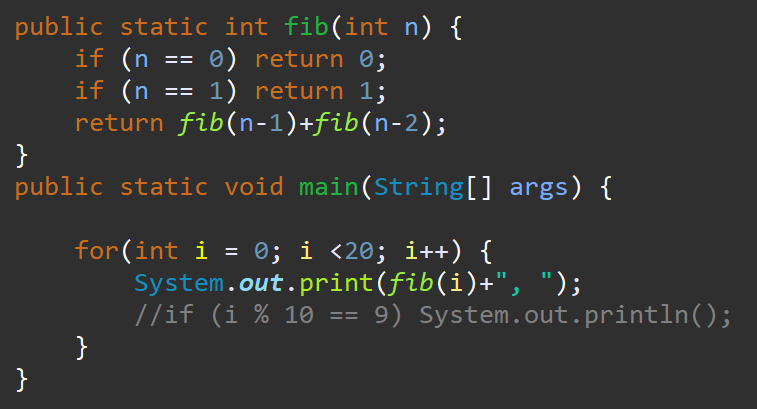 public static int fib(int n) {
    if (n == 0) return 0;
    if (n == 1) return 1;
    return fib(n-1)+fib(n-2);
}
public static void main(String[] args) {

    for(int i = 0; i <20; i++) {
        System.out.print(fib(i)+", ");
        //if (i % 10 == 9) System.out.println();
    }
}